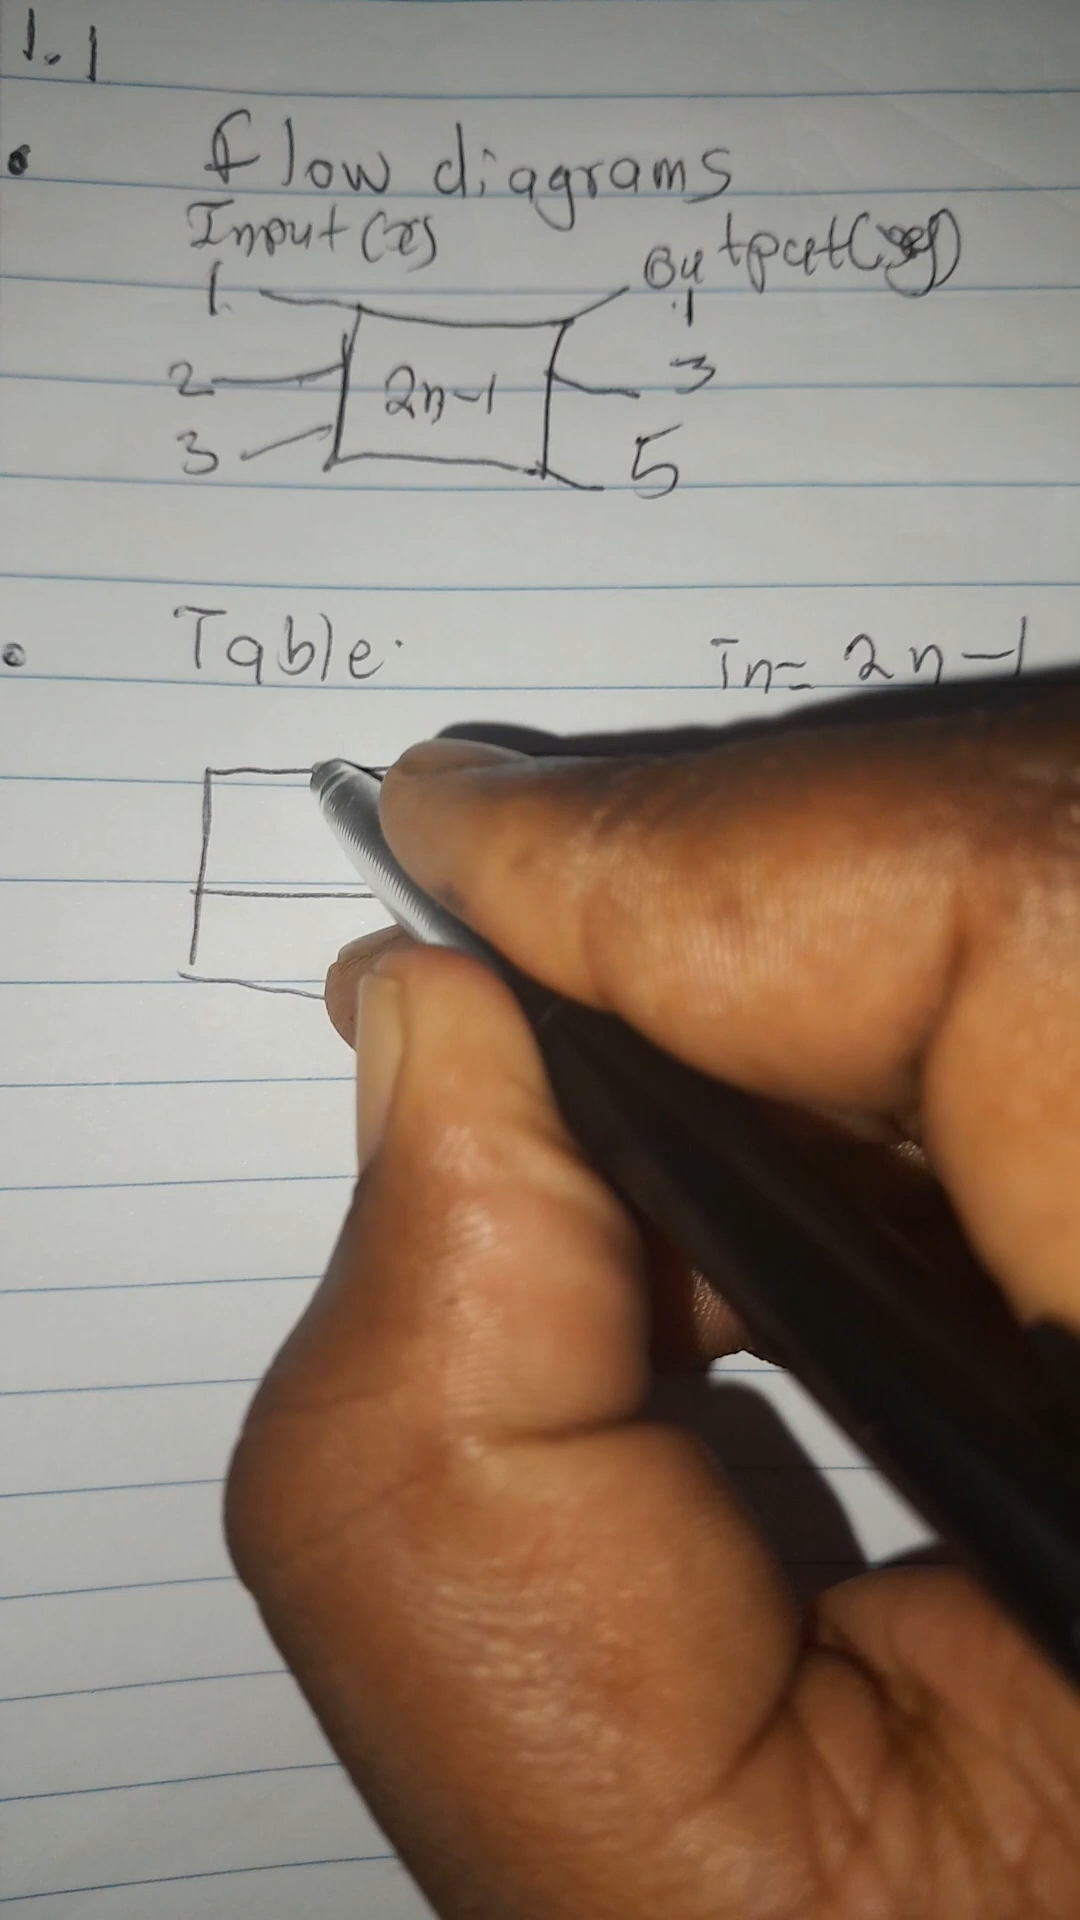 1.1
• Flow diagrams
Input (x) Output (y)
1. 1
2 2n-1 3
3 5
• Table. Tn= 2n-1